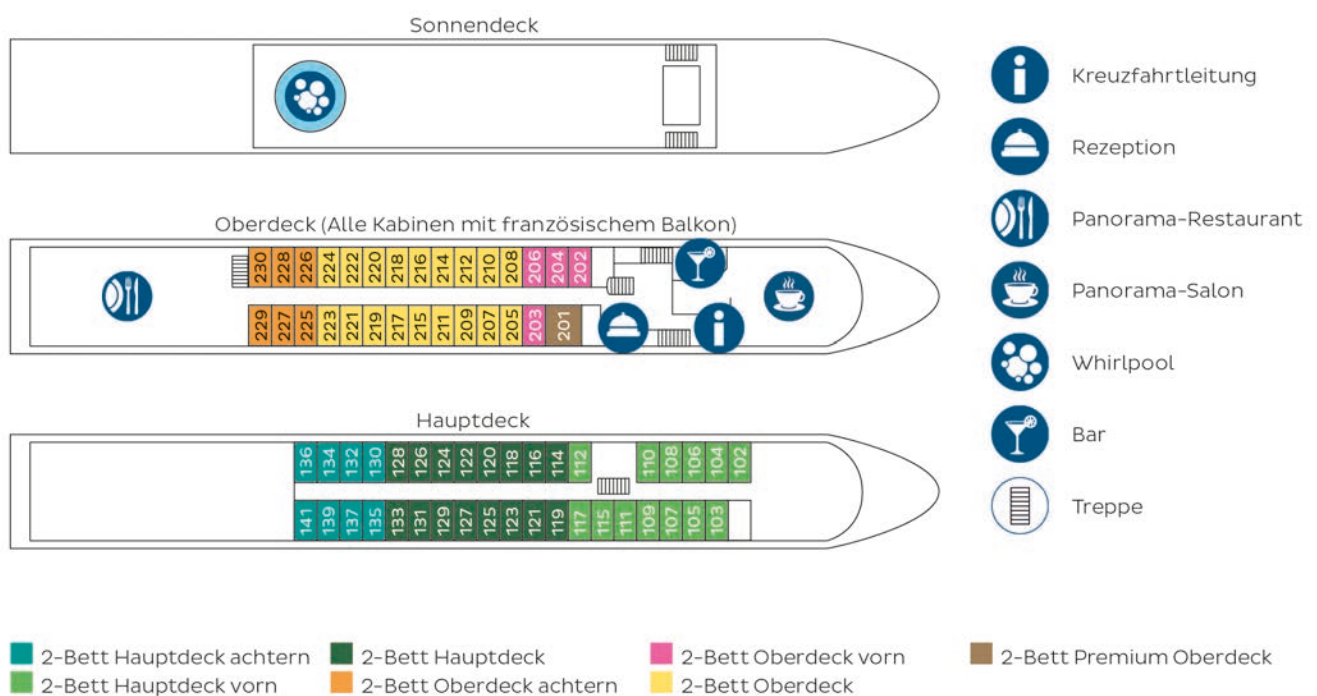 Sonnendeck
Kreuzfahrtleitung
Rezeption
Panorama-Restaurant
Panorama-Salon
Whirlpool
Bar
Treppe
Oberdeck (Alle Kabinen mit französischem Balkon)
230 228 226 224 222 220 218 216 214 212 210 208 206 204 202
229 227 225 223 221 219 217 215 211 209 207 205 203 201
Hauptdeck
136 134 132 130 128 126 124 122 120 118 116 114 112 110 108 106 104 102
141 139 137 135 133 131 129 127 125 123 121 119 117 115 111 109 107 105 103
2-Bett Hauptdeck achtern
2-Bett Hauptdeck
2-Bett Oberdeck vorn
2-Bett Premium Oberdeck
2-Bett Hauptdeck vorn
2-Bett Oberdeck achtern
2-Bett Oberdeck